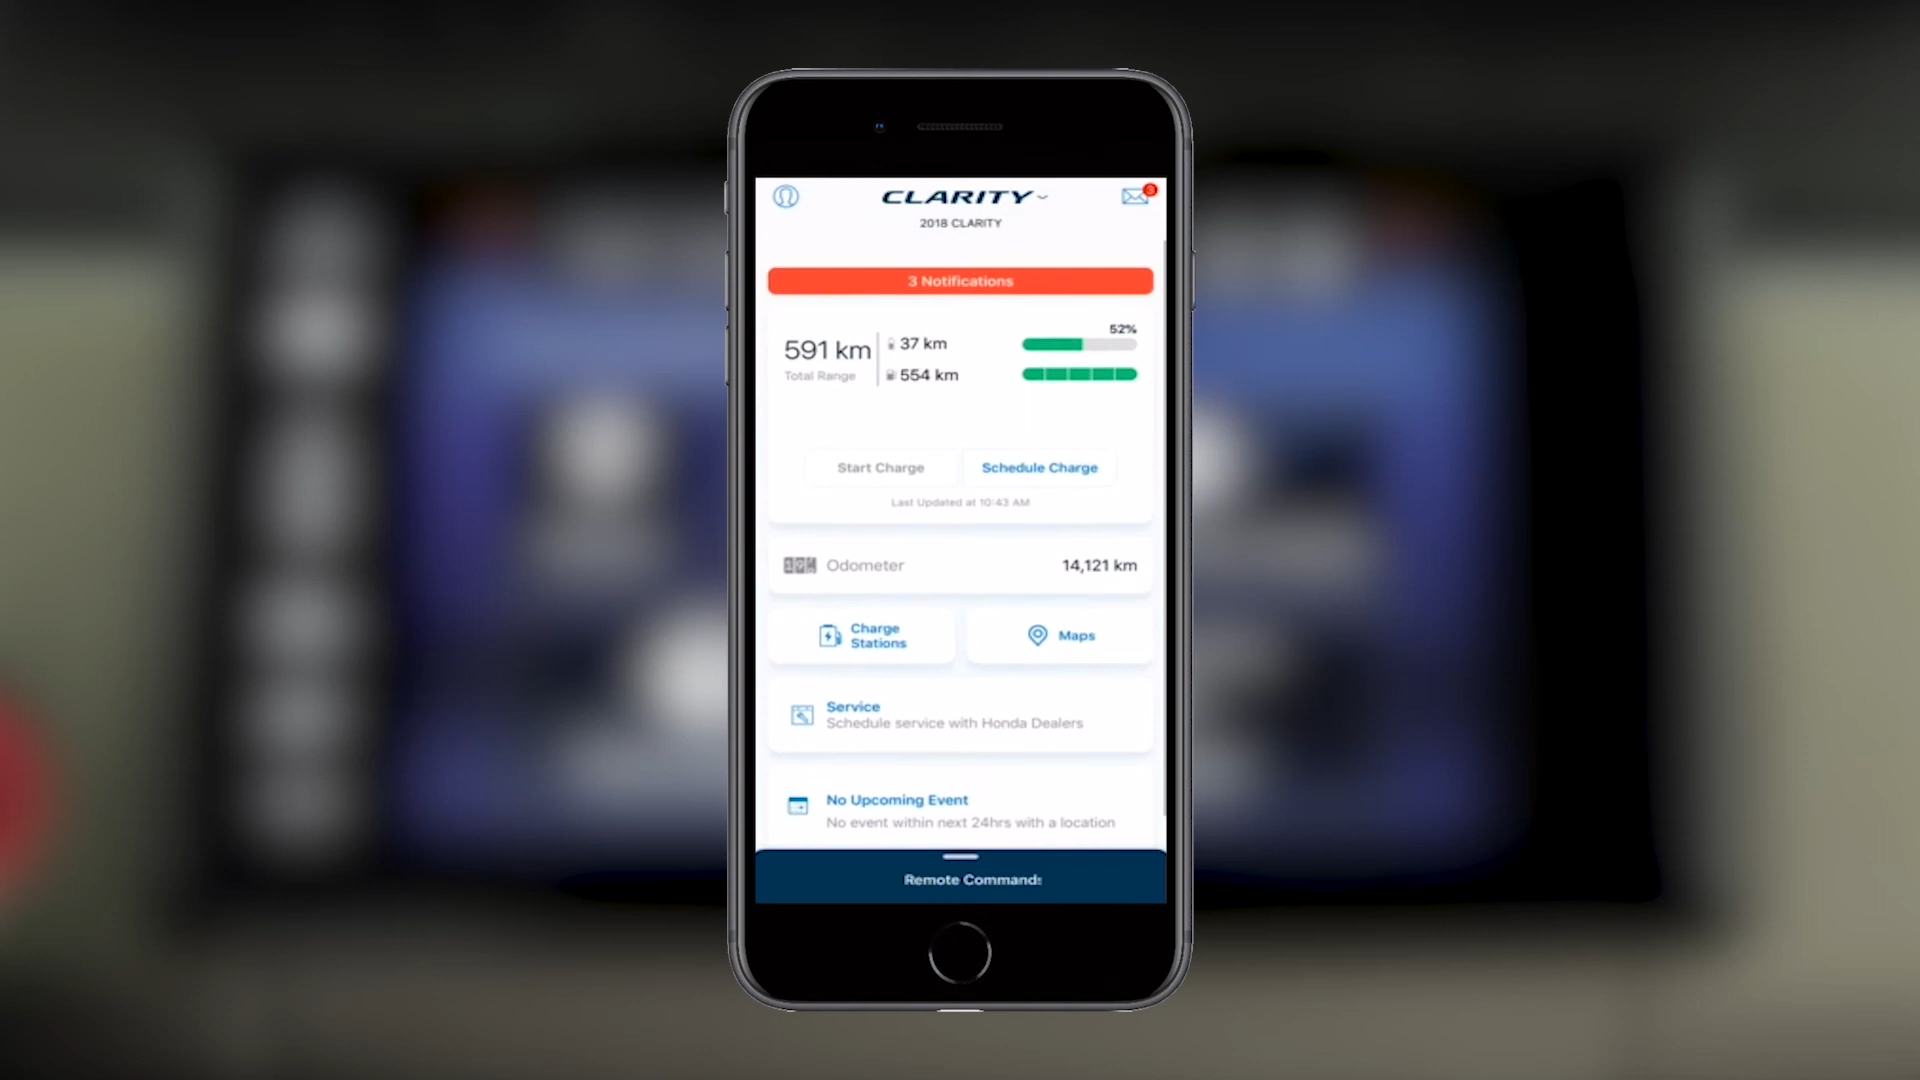 CLARITY
3
2018 CLARITY
3 Notifications
52%
591 km
37 km
Total Range
554 km
Start Charge
Schedule Charge
Last Updated at 10:43 AM
Odometer
14,121 km
Charge
Stations
Maps
Service
Schedule service with Honda Dealers
No Upcoming Event
No event within next 24hrs with a location
Remote Commands